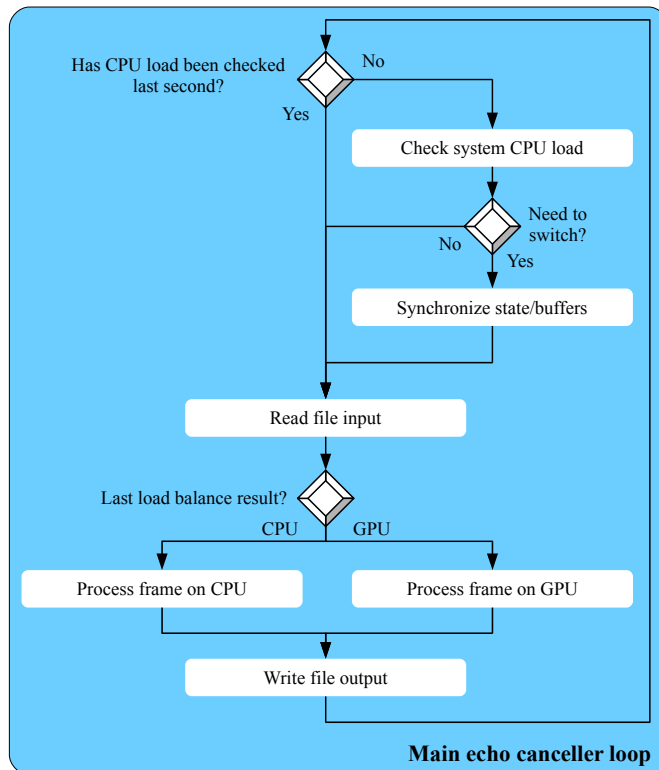 No
Has CPU load been checked
last second?
Yes
Check system CPU load
Need to
switch?
No
Yes
Synchronize state/buffers
Read file input
Last load balance result?
CPU
GPU
Process frame on CPU
Process frame on GPU
Write file output
Main echo canceller loop